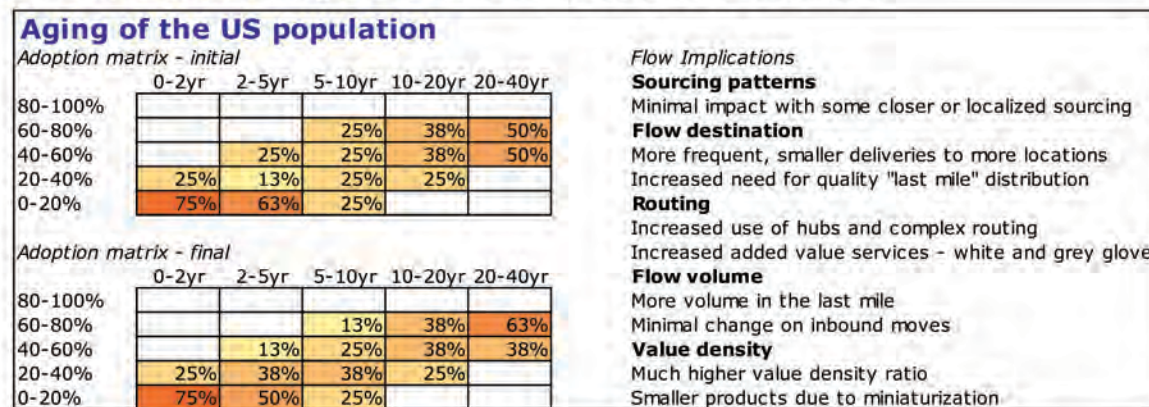 Aging of the US population
Adoption matrix - initial
0-2yr 2-5yr 5-10yr 10-20yr 20-40yr
80-100%
60-80% 25% 38% 50%
40-60% 25% 25% 38% 50%
20-40% 25% 13% 25% 25%
0-20% 75% 63% 25%
Adoption matrix - final
0-2yr 2-5yr 5-10yr 10-20yr 20-40yr
80-100%
60-80% 13% 38% 63%
40-60% 13% 25% 38% 38%
20-40% 25% 38% 38% 25%
0-20% 75% 50% 25%
Flow Implications
Sourcing patterns
Minimal impact with some closer or localized sourcing
Flow destination
More frequent, smaller deliveries to more locations
Increased need for quality "last mile" distribution
Routing
Increased use of hubs and complex routing
Increased added value services - white and grey glove
Flow volume
More volume in the last mile
Minimal change on inbound moves
Value density
Much higher value density ratio
Smaller products due to miniaturization